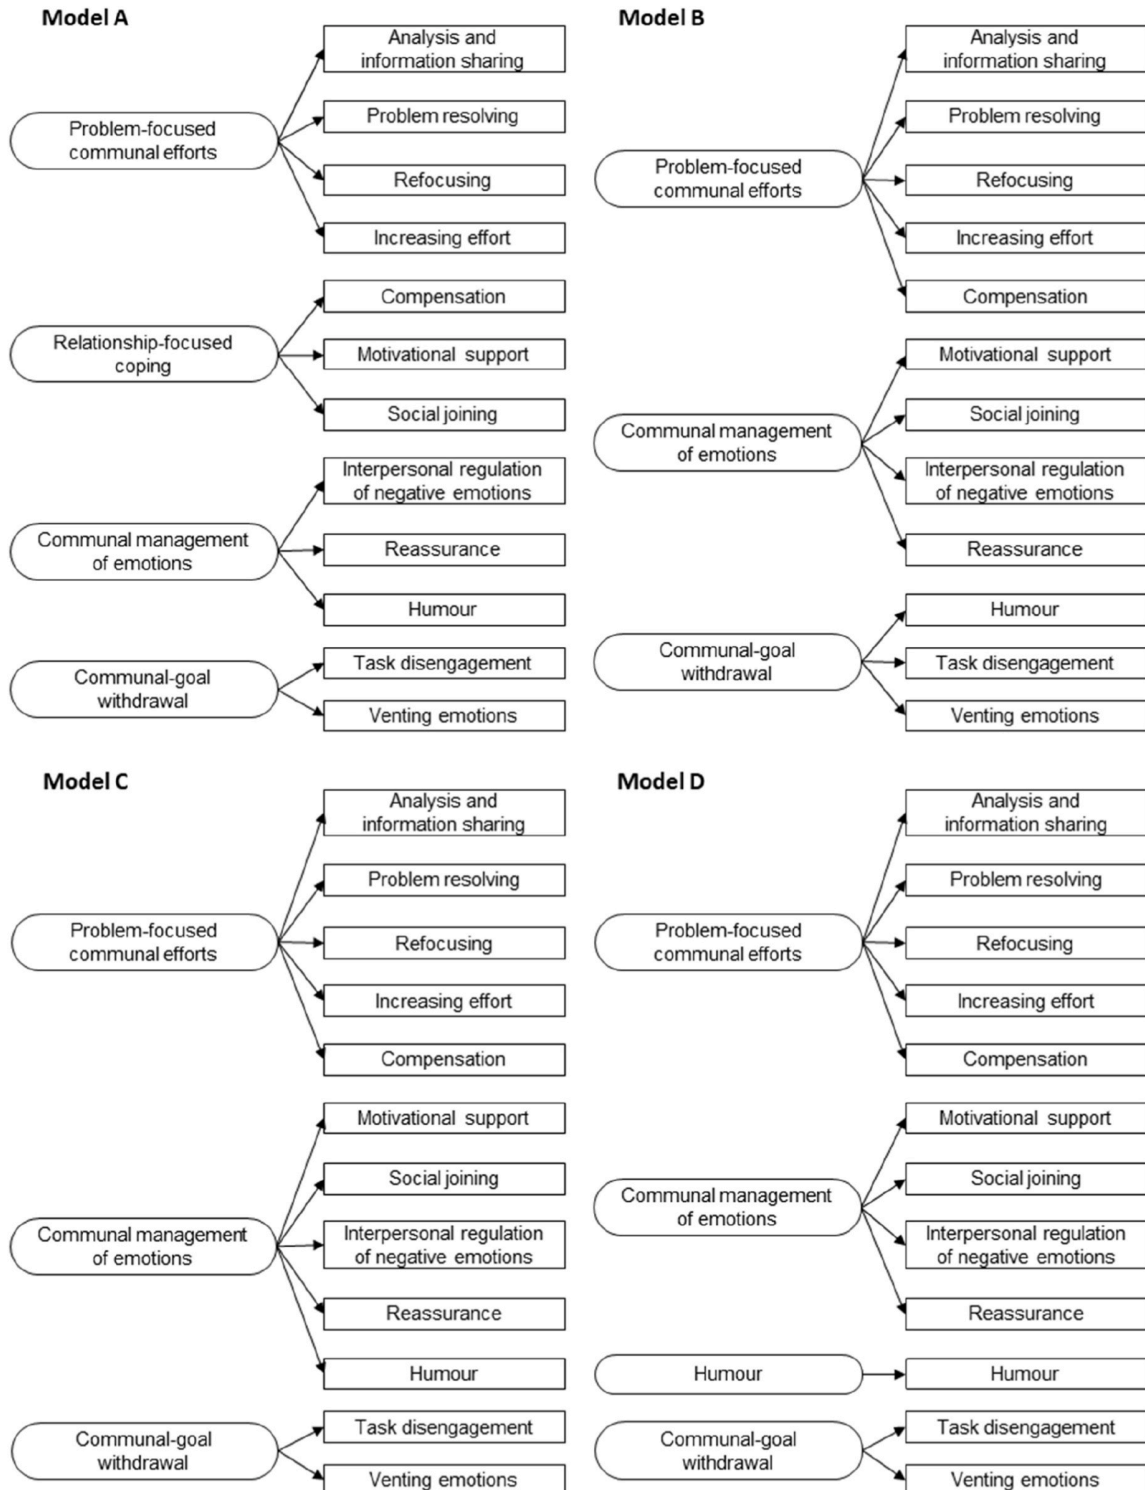 Model A
Problem-focused
communal efforts
Analysis and
information sharing
Problem resolving
Refocusing
Increasing effort
Relationship-focused
coping
Compensation
Motivational support
Social joining
Communal management
of emotions
Interpersonal regulation
of negative emotions
Reassurance
Humour
Communal-goal
withdrawal
Task disengagement
Venting emotions
Model B
Problem-focused
communal efforts
Analysis and
information sharing
Problem resolving
Refocusing
Increasing effort
Compensation
Communal management
of emotions
Motivational support
Social joining
Interpersonal regulation
of negative emotions
Reassurance
Communal-goal
withdrawal
Humour
Task disengagement
Venting emotions
Model C
Problem-focused
communal efforts
Analysis and
information sharing
Problem resolving
Refocusing
Increasing effort
Compensation
Communal management
of emotions
Motivational support
Social joining
Interpersonal regulation
of negative emotions
Reassurance
Humour
Communal-goal
withdrawal
Task disengagement
Venting emotions
Model D
Problem-focused
communal efforts
Analysis and
information sharing
Problem resolving
Refocusing
Increasing effort
Compensation
Communal management
of emotions
Motivational support
Social joining
Interpersonal regulation
of negative emotions
Reassurance
Humour
Humour
Communal-goal
withdrawal
Task disengagement
Venting emotions